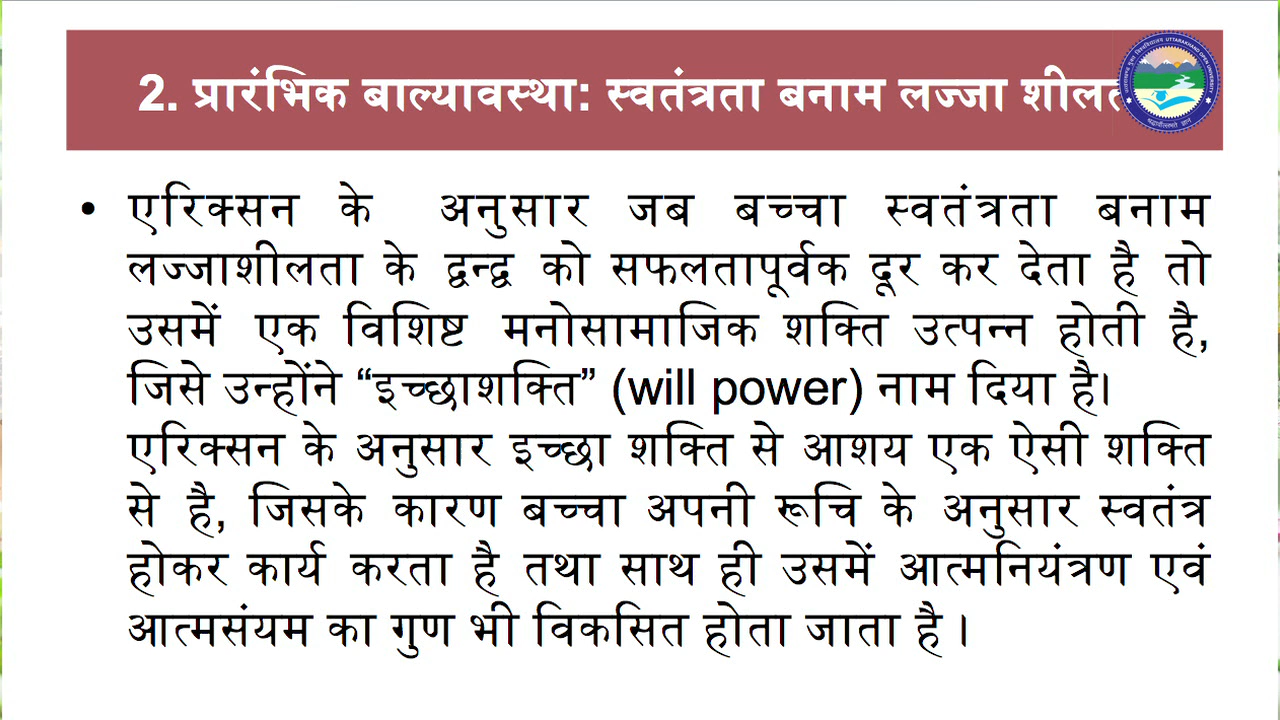 2. प्रारंभिक बाल्यावस्था: स्वतंत्रता बनाम लज्जा
• एरिक्सन के अनुसार जब बच्चा स्वतंत्रता बनाम
लज्जाशीलता के द्वन्द्व को सफलतापूर्वक दूर कर देता है तो
उसमें एक विशिष्ट मनोसामाजिक शक्ति उत्पन्न होती है,
जिसे उन्होंने “इच्छाशक्ति” (will power) नाम दिया है।
एरिक्सन के अनुसार इच्छा शक्ति से आशय एक ऐसी शक्ति
से है, जिसके कारण बच्चा अपनी रूचि के अनुसार स्वतंत्र
होकर कार्य करता है तथा साथ ही उसमें आत्मनियंत्रण एवं
आत्मसंयम का गुण भी विकसित होता जाता है ।
UTTARAKHAND OPEN UNIVERSITY